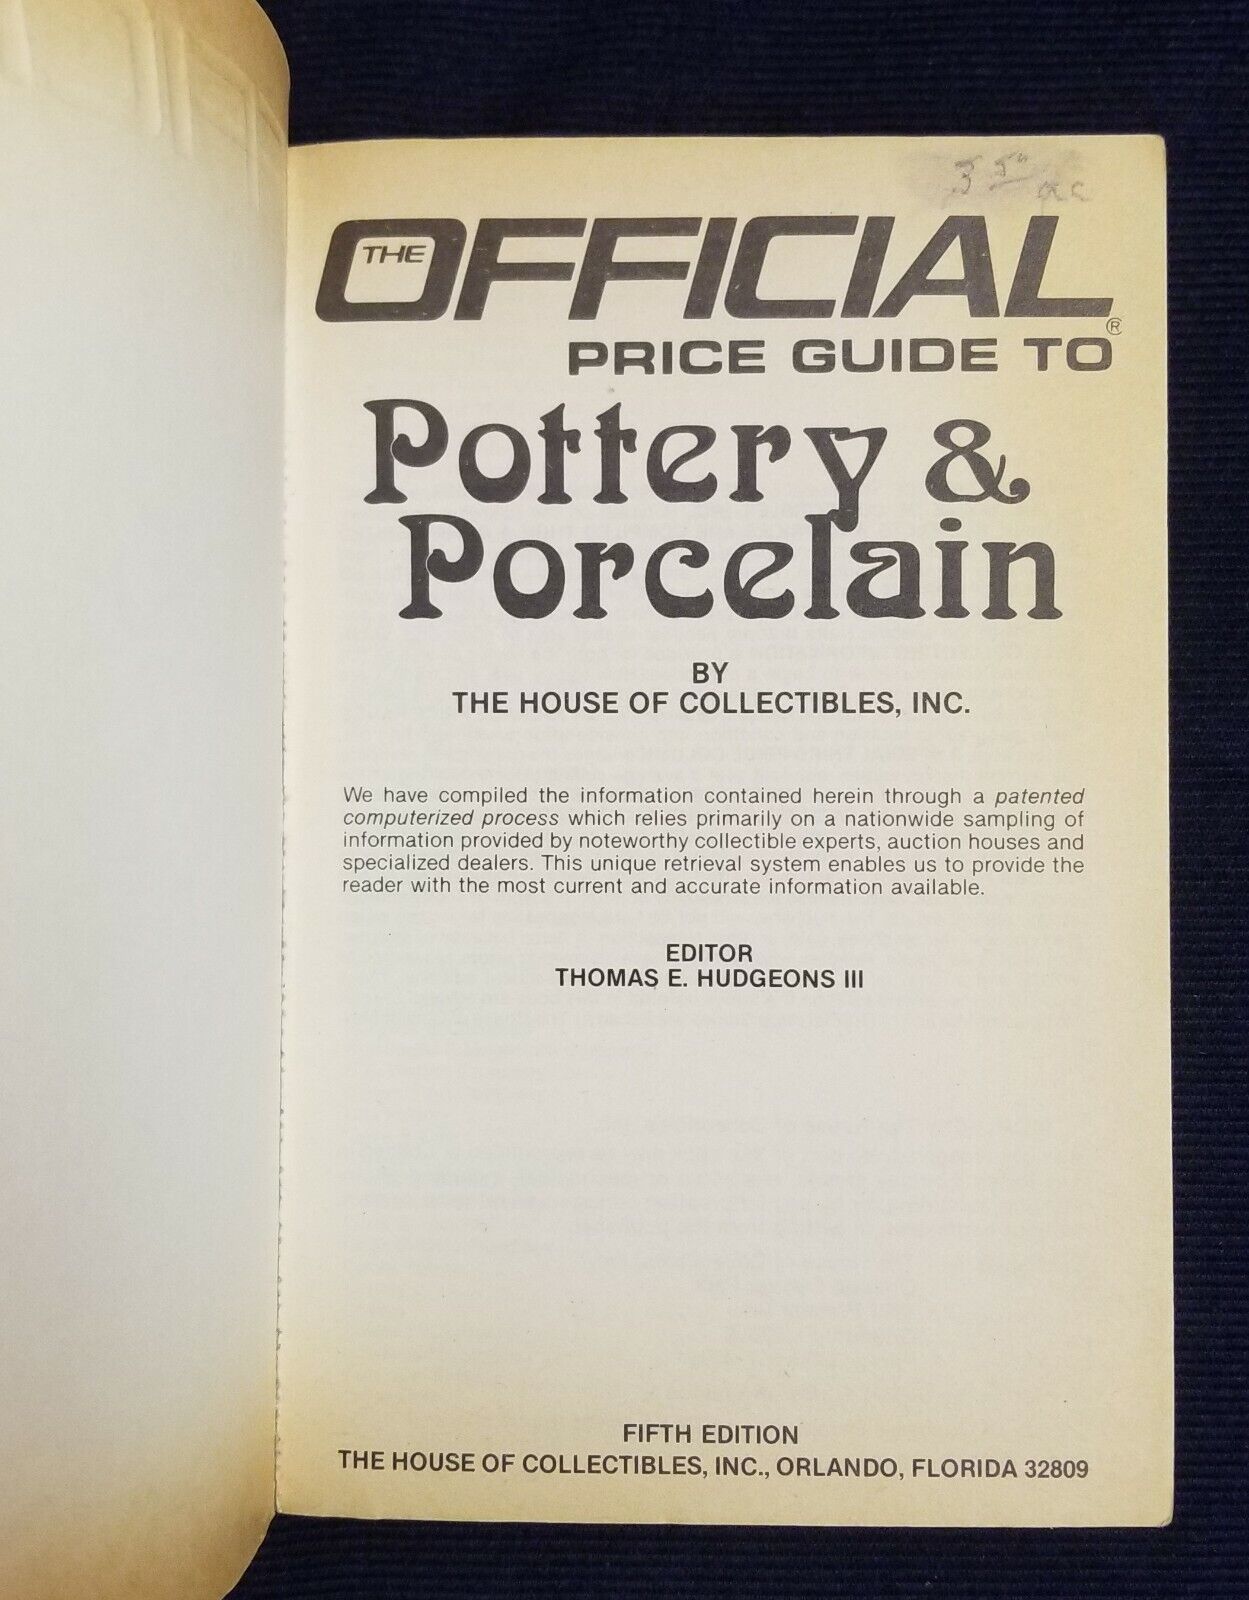 3 50
THE OFFICIAL®
PRICE GUIDE TO
Pottery &
Porcelain
BY
THE HOUSE OF COLLECTIBLES, INC.
We have compiled the information contained herein through a patented
computerized process which relies primarily on a nationwide sampling of
information provided by noteworthy collectible experts, auction houses and
specialized dealers. This unique retrieval system enables us to provide the
reader with the most current and accurate information available.
EDITOR
THOMAS E. HUDGEONS III
FIFTH EDITION
THE HOUSE OF COLLECTIBLES, INC., ORLANDO, FLORIDA 32809